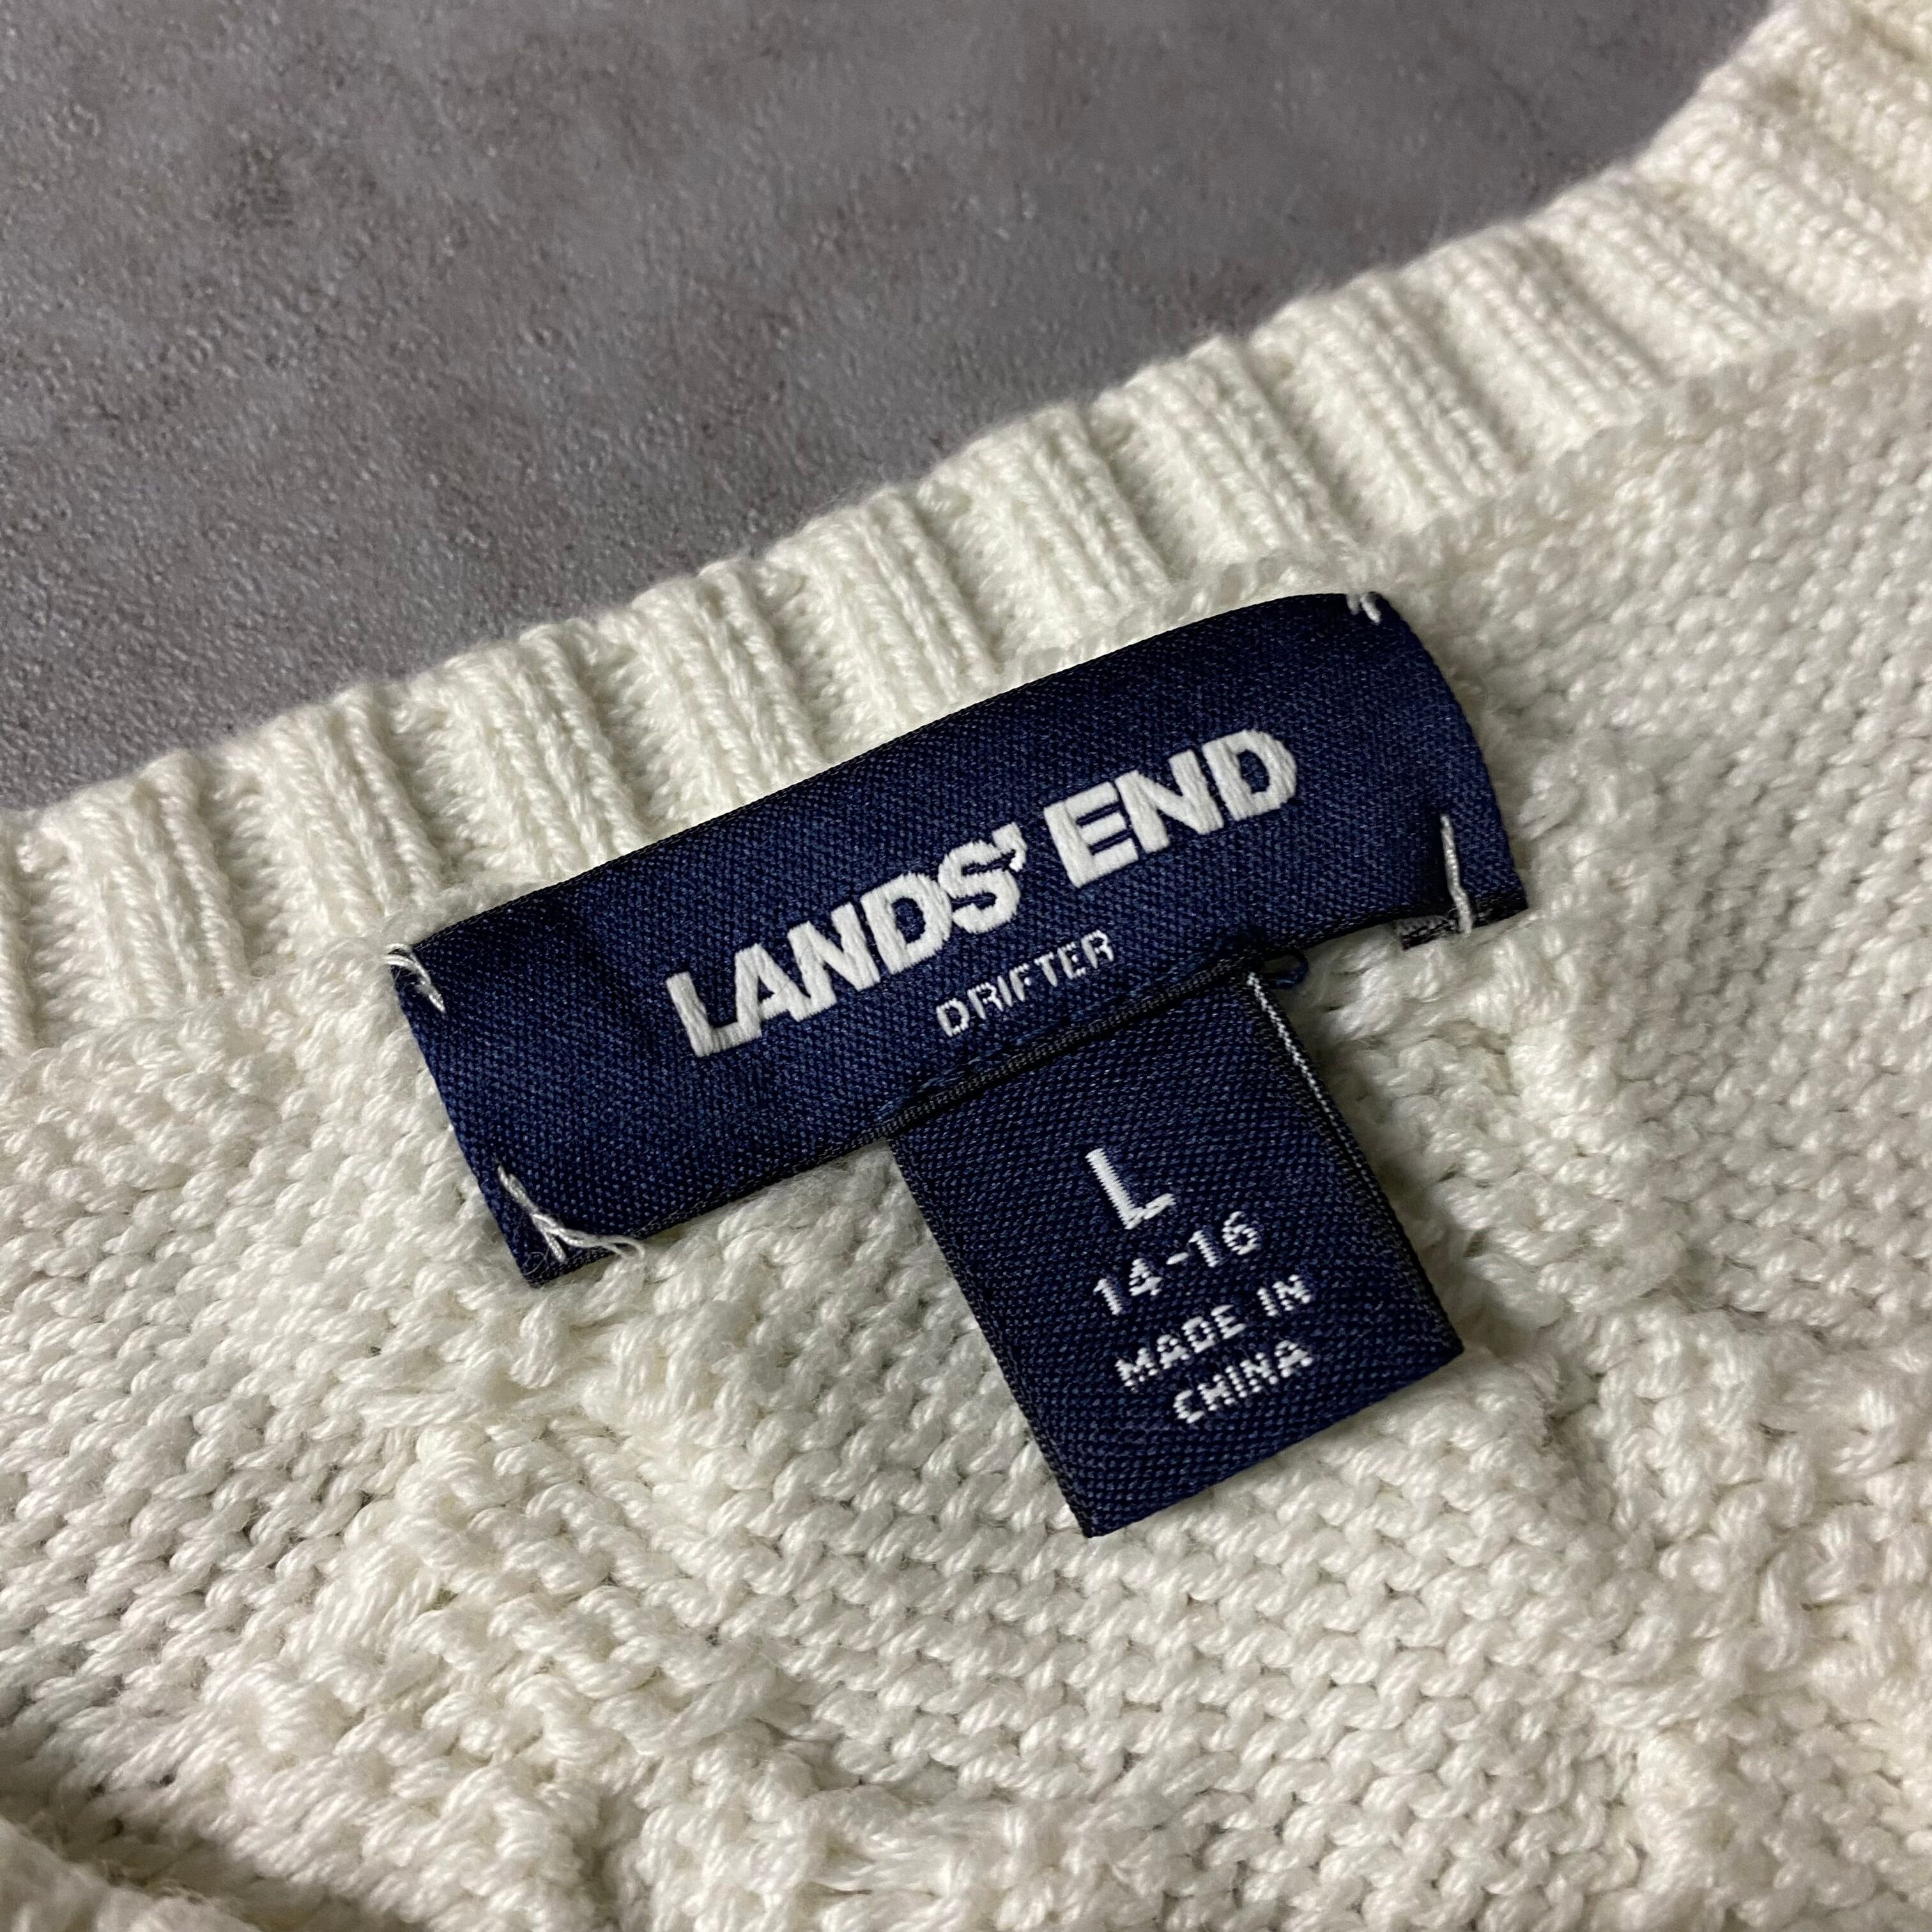 LANDS' END
DRIFTER
L
14-16
MADE IN
CHINA